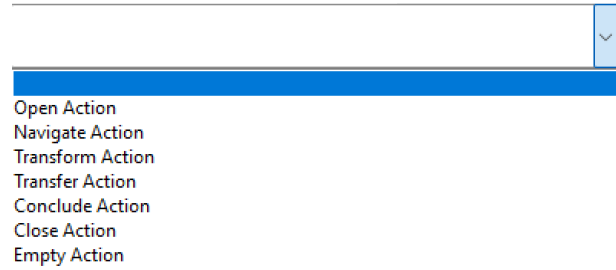 Open Action
Navigate Action
Transform Action
Transfer Action
Conclude Action
Close Action
Empty Action